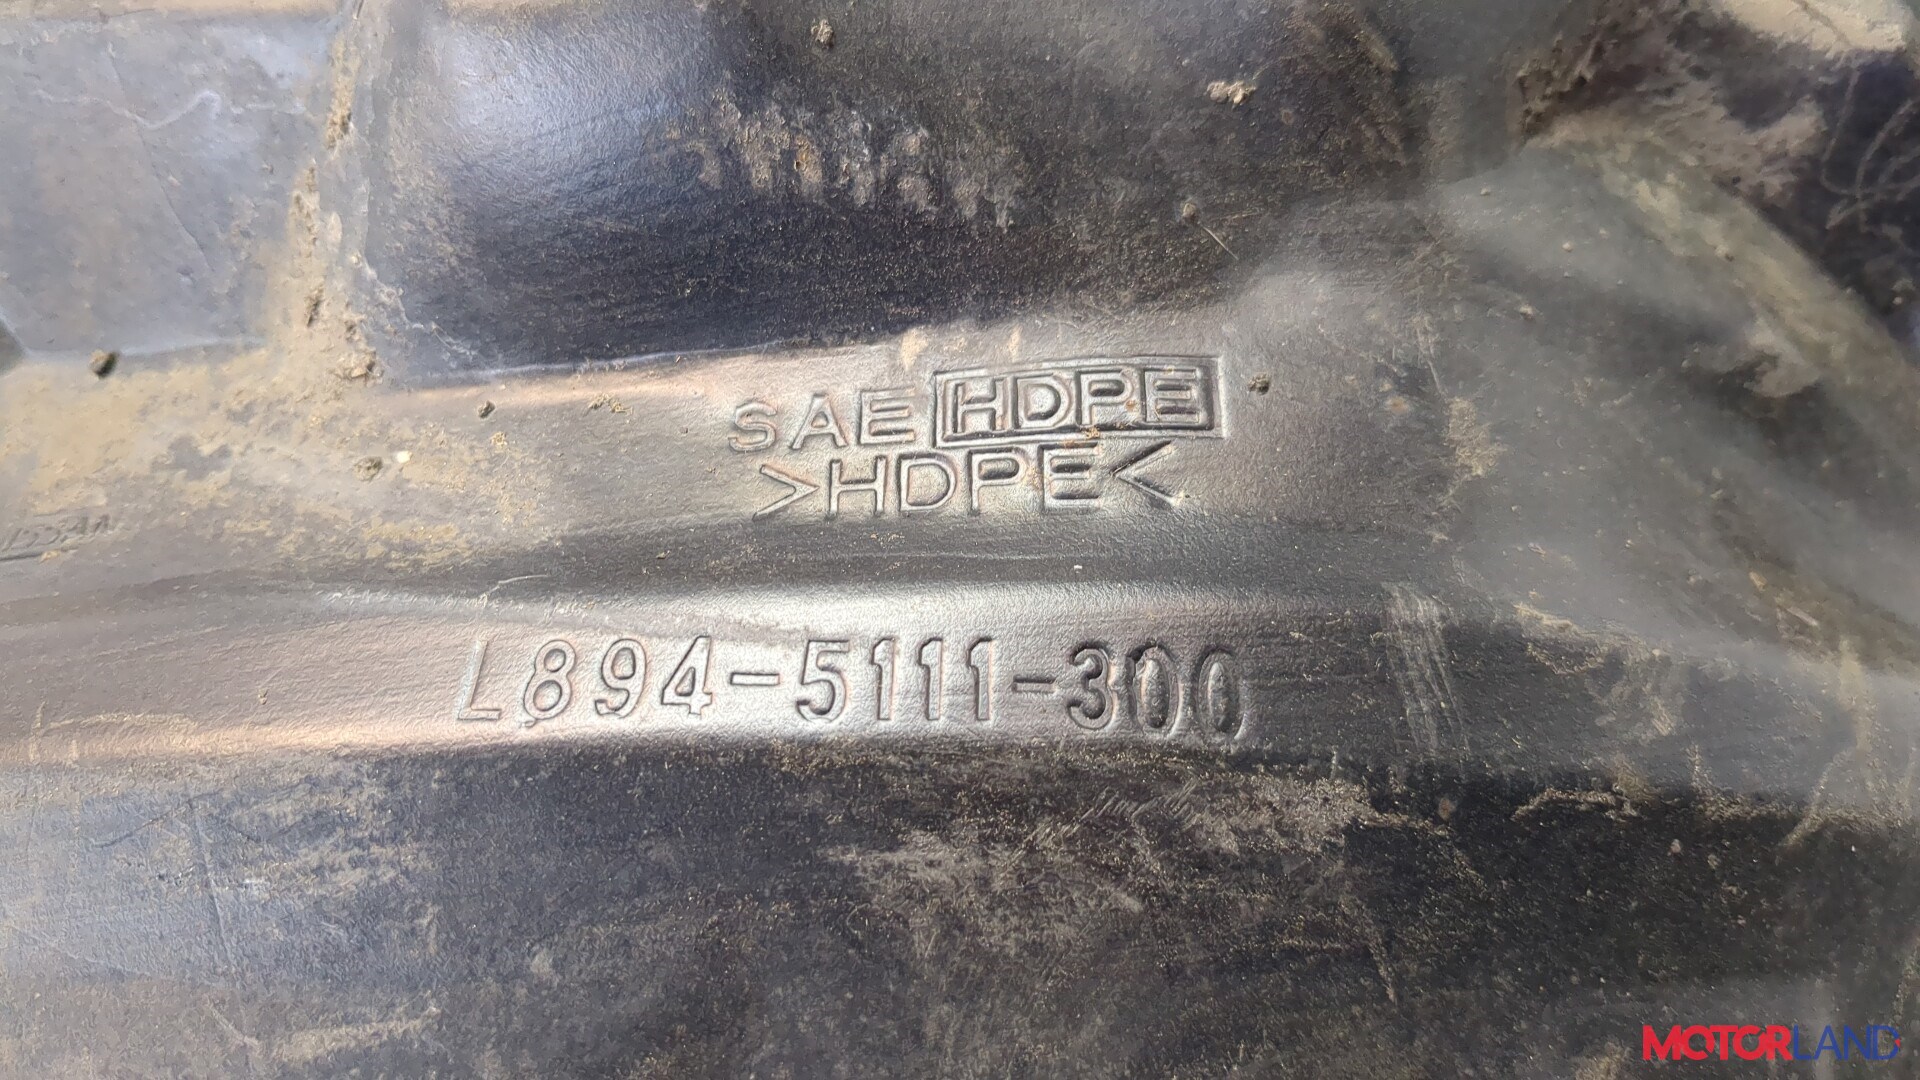 SAE HDPE
>HDPE<
L894-5111-300
MOTORLAND